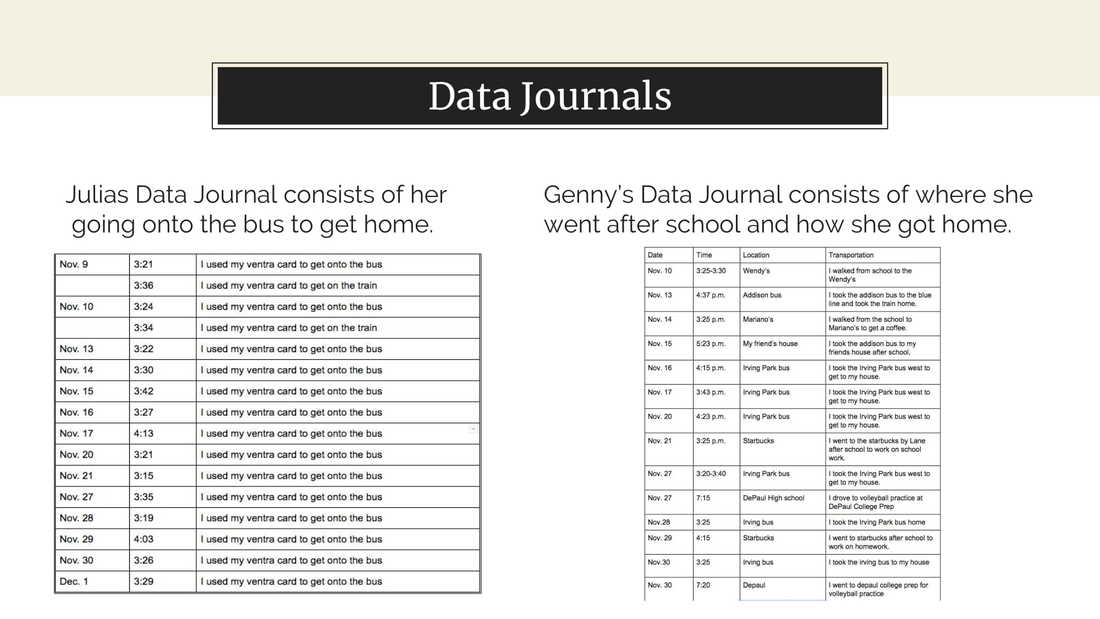 Data Journals
Julias Data Journal consists of her
going onto the bus to get home.
Nov. 9 3:21 I used my ventra card to get onto the bus
3:36 I used my ventra card to get on the train
Nov. 10 3:24 I used my ventra card to get onto the bus
3:34 I used my ventra card to get on the train
Nov. 13 3:22 I used my ventra card to get onto the bus
Nov. 14 3:30 I used my ventra card to get onto the bus
Nov. 15 3:42 I used my ventra card to get onto the bus
Nov. 16 3:27 I used my ventra card to get onto the bus
Nov. 17 4:13 I used my ventra card to get onto the bus
Nov. 20 3:21 I used my ventra card to get onto the bus
Nov. 21 3:15 I used my ventra card to get onto the bus
Nov. 27 3:35 I used my ventra card to get onto the bus
Nov. 28 3:19 I used my ventra card to get onto the bus
Nov. 29 4:03 I used my ventra card to get onto the bus
Nov. 30 3:26 I used my ventra card to get onto the bus
Dec. 1 3:29 I used my ventra card to get onto the bus
Genny's Data Journal consists of where she
went after school and how she got home.
Date Time Location Transportation
Nov. 10 3:25-3:30 Wendy's I walked from school to the
Wendy's
Nov. 13 4:37 p.m. Addison bus I took the addison bus to the blue
line and took the train home.
Nov. 14 3:25 p.m. Mariano's I walked from the school to
Mariano's to get a coffee.
Nov. 15 5:23 p.m. My friend's house I took the addison bus to my
friends house after school.
Nov. 16 4:15 p.m. Irving Park bus I took the Irving Park bus west to
get to my house.
Nov. 17 3:43 p.m. Irving Park bus I took the Irving Park bus west to
get to my house.
Nov. 20 4:23 p.m. Irving Park bus I took the Irving Park bus west to
get to my house.
Nov. 21 3:25 p.m. Starbucks I went to the starbucks by Lane
after school to work on school
work.
Nov. 27 3:20-3:40 Irving Park bus I took the Irving Park bus west to
get to my house.
Nov. 27 7:15 DePaul High school I drove to volleyball practice at
DePaul College Prep
Nov.28 3:25 Irving bus I took the Irving Park bus home
Nov. 29 4:15 Starbucks I went to starbucks after school to
work on homework.
Nov.30 3:25 Irving bus I took the irving bus to my house
Nov. 30 7:20 Depaul I went to depaul college prep for
volleyball practice